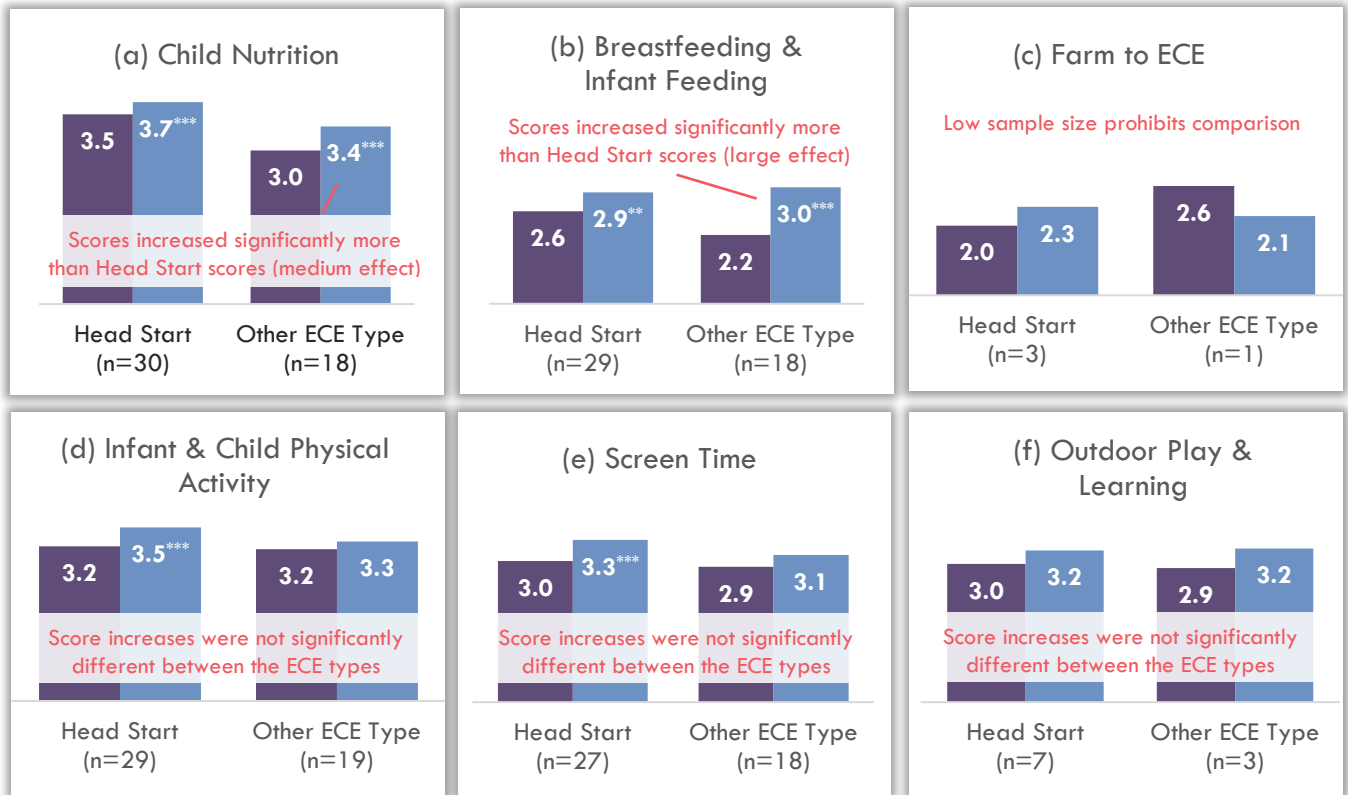 (a) Child Nutrition
3.5
3.7***
3.0
3.4***
Scores increased significantly more
than Head Start scores (medium effect)
Head Start
(n=30)
Other ECE Type
(n=18)
(b) Breastfeeding &
Infant Feeding
Scores increased significantly more
than Head Start scores (large effect)
2.6
2.9**
2.2
3.0***
Head Start
(n=29)
Other ECE Type
(n=18)
(c) Farm to ECE
Low sample size prohibits comparison
2.0
2.3
2.6
2.1
Head Start
(n=3)
Other ECE Type
(n=1)
(d) Infant & Child Physical
Activity
3.2
3.5***
3.2
3.3
Score increases were not significantly
different between the ECE types
Head Start
(n=29)
Other ECE Type
(n=19)
(e) Screen Time
3.0
3.3***
2.9
3.1
Score increases were not significantly
different between the ECE types
Head Start
(n=27)
Other ECE Type
(n=18)
(f) Outdoor Play &
Learning
3.0
3.2
2.9
3.2
Score increases were not significantly
different between the ECE types
Head Start
(n=7)
Other ECE Type
(n=3)